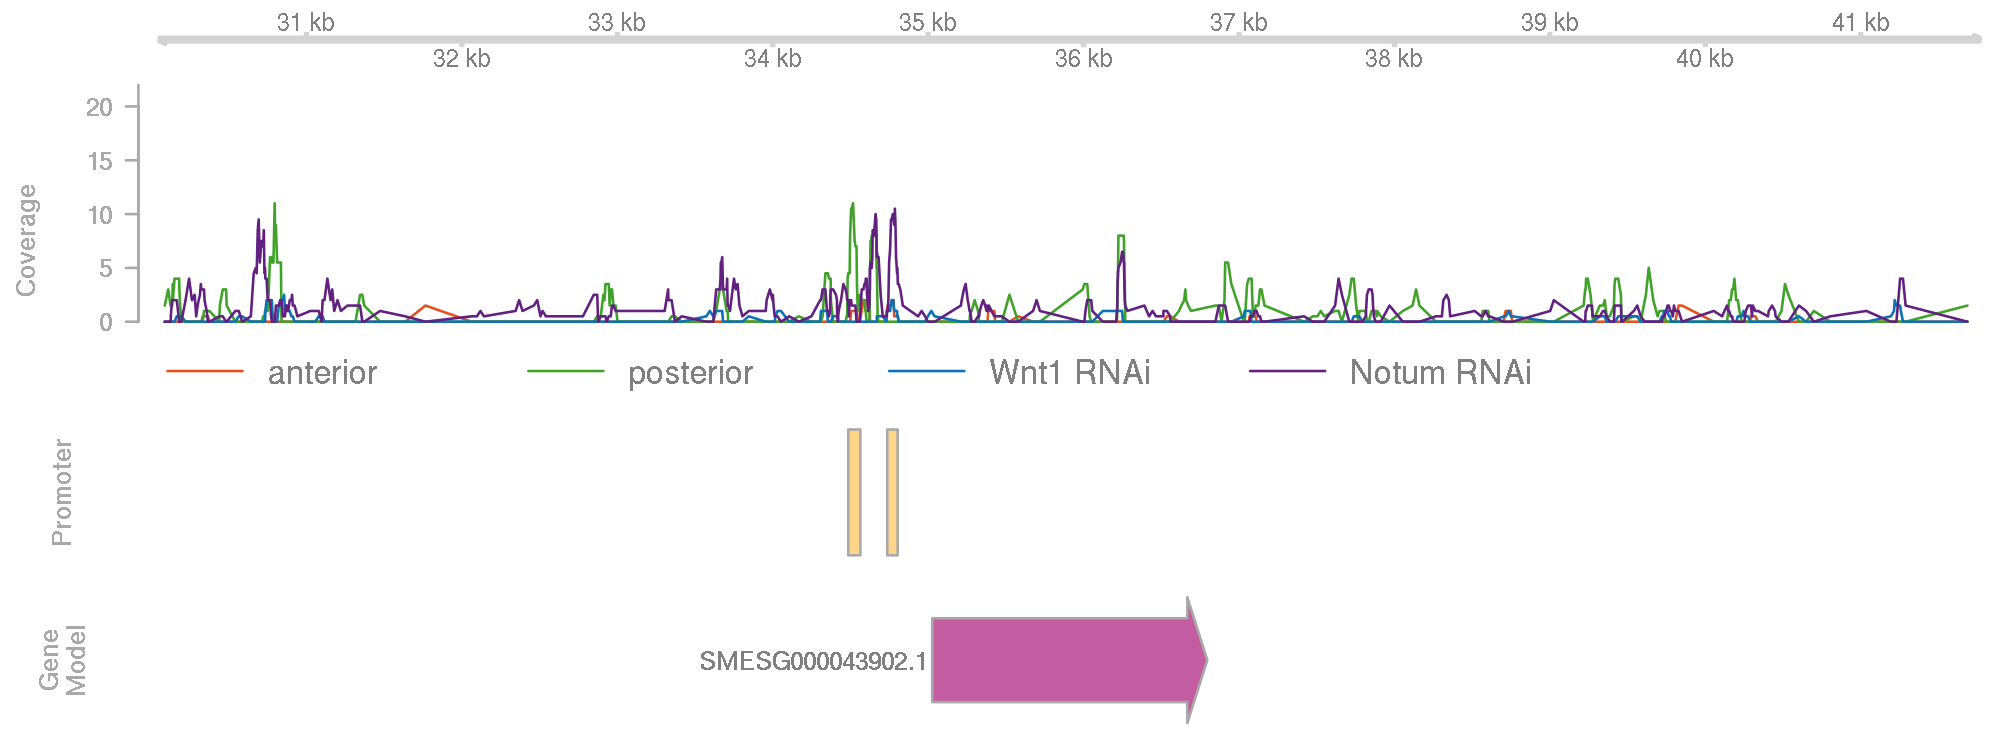 31 kb 33 kb 35 kb 37 kb 39 kb 41 kb
32 kb 34 kb 36 kb 38 kb 40 kb
Coverage
20
15
10
5
0
anterior posterior Wnt1 RNAi Notum RNAi
Promoter
Gene
Model
SMESG000043902.1